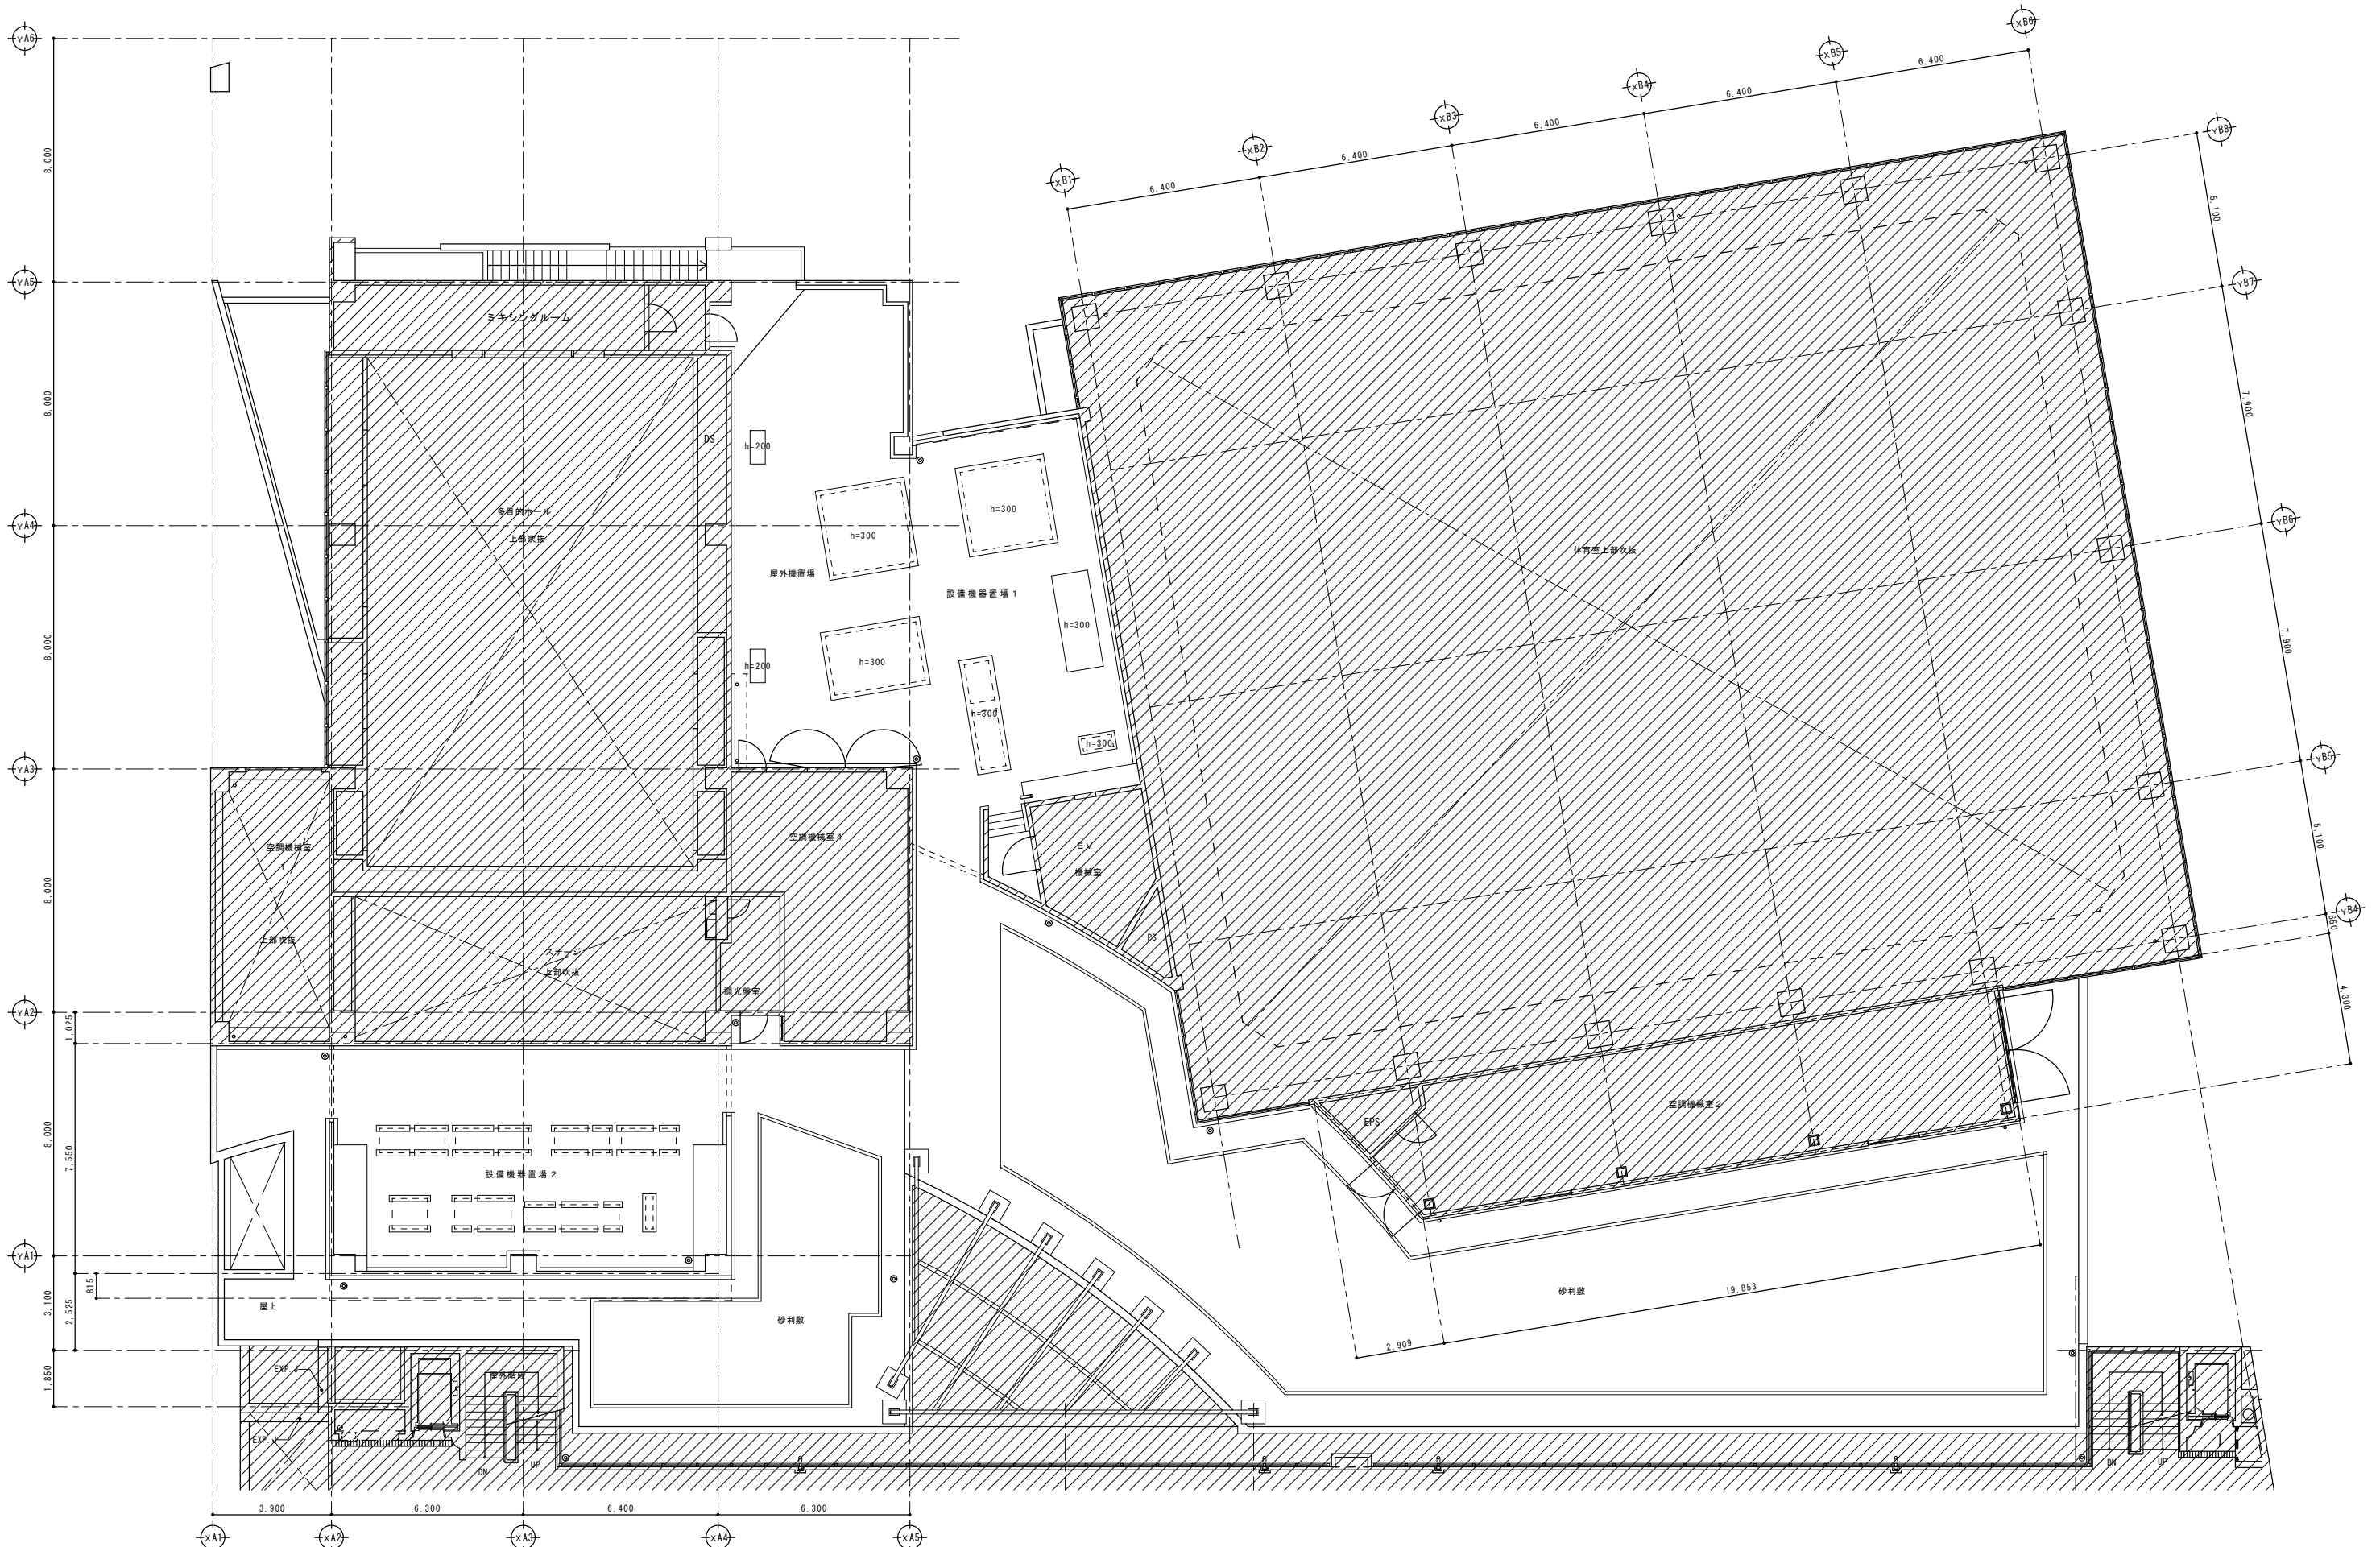 YA6
XB6
XB5
XB4
XB3
XB2
XB1
6,400
6,400
6,400
6,400
6,400
YB8
5,100
YB7
7,900
YB6
7,900
YB5
5,100
YB4
650
4,300
8,000
YA5
8,000
YA4
8,000
YA3
8,000
YA2
1,025
8,000
7,550
YA1
815
3,100
2,525
1,850
ミキシングルーム
DS
h=200
多目的ホール
上部吹抜
h=300
h=300
屋外機置場
設備機器置場1
体育室上部吹抜
h=300
h=200
h=300
h=300
h=300
空調機械室
1
上部吹抜
空調機械室4
EV
機械室
PS
ステージ
上部吹抜
調光盤室
EPS
空調機械室2
設備機器置場2
屋上
砂利敷
砂利敷
19,853
2,909
EXP.J
屋外階段
EXP.J
DN
UP
DN
UP
3,900
6,300
6,400
6,300
XA1
XA2
XA3
XA4
XA5